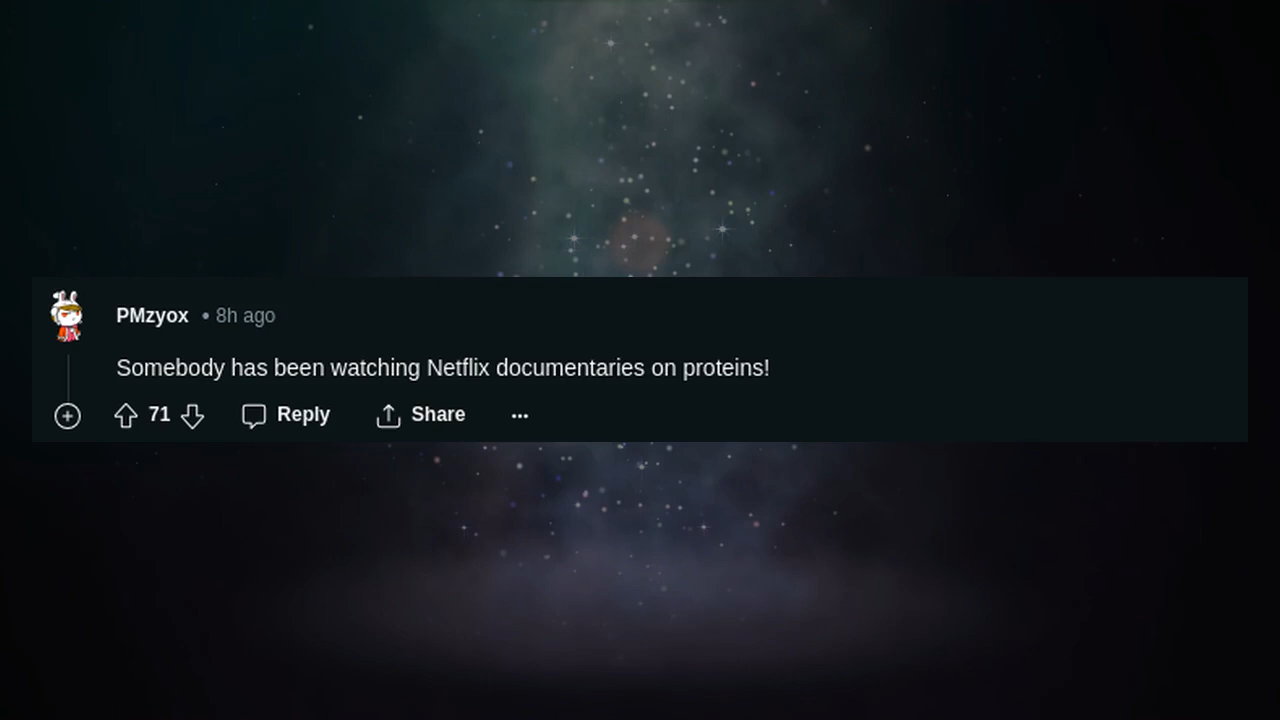 PMzyox • 8h ago
Somebody has been watching Netflix documentaries on proteins!
71 Reply Share ...